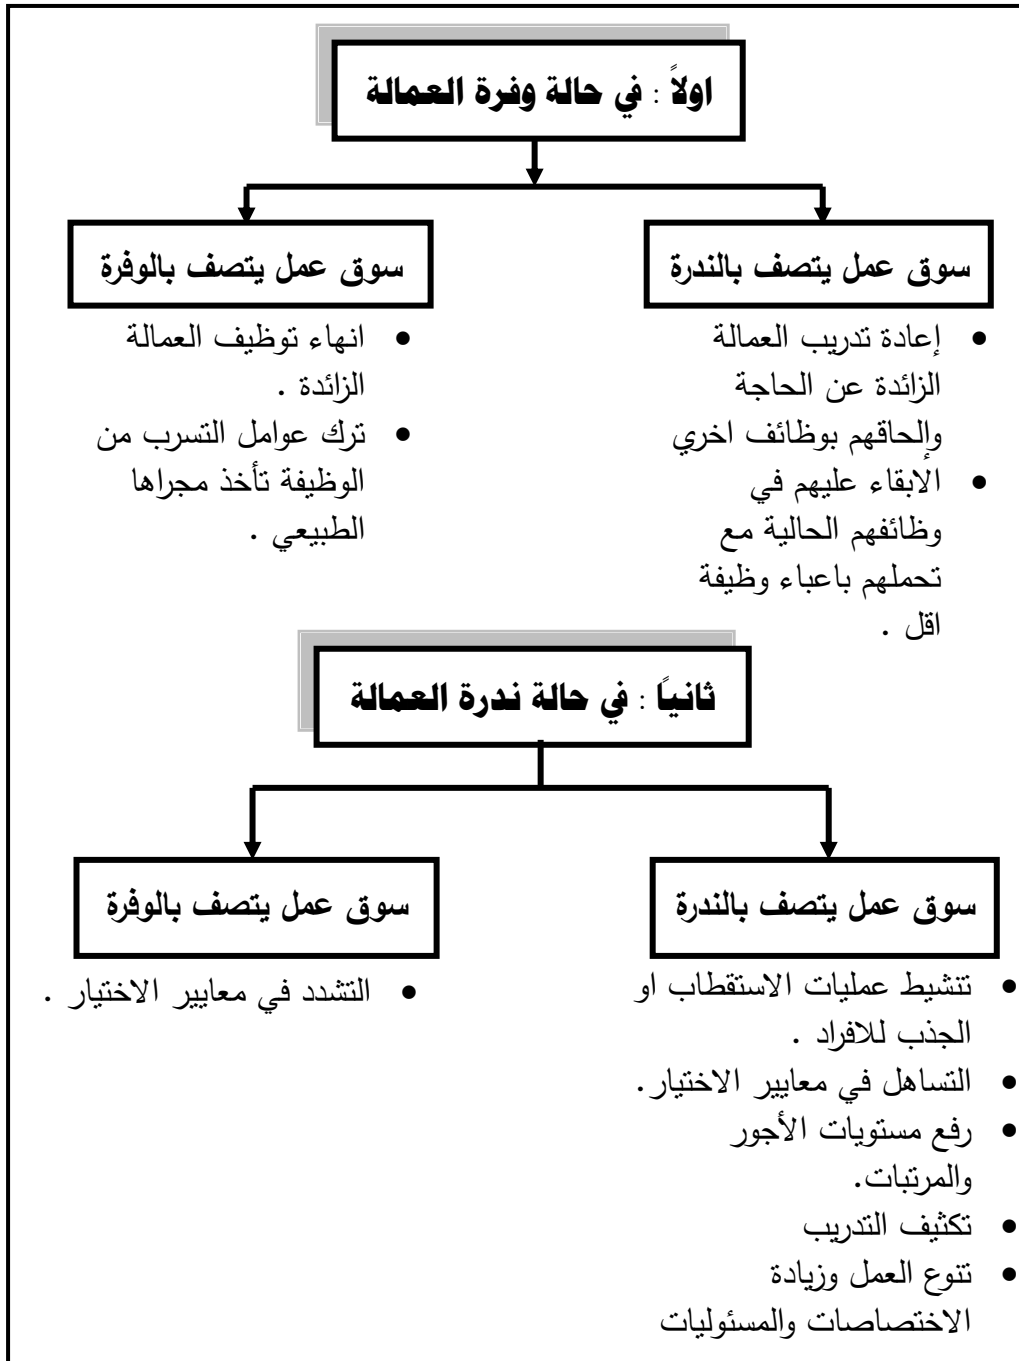 اولاً : في حالة وفرة العمالة
سوق عمل يتصف بالندرة
إعادة تدريب العمالة
الزائدة عن الحاجة
والحاقهم بوظائف اخري
الإبقاء عليهم في
وظائفهم الحالية مع
تحملهم باعباء وظيفة
اقل .
سوق عمل يتصف بالوفرة
انهاء توظيف العمالة
الزائدة .
ترك عوامل التسرب من
الوظيفة تأخذ مجراها
الطبيعي .
ثانياً : في حالة ندرة العمالة
سوق عمل يتصف بالندرة
تنشيط عمليات الاستقطاب او
الجذب للافراد .
التساهل في معايير الاختيار.
رفع مستويات الأجور
والمرتبات.
تكثيف التدريب
تنوع العمل وزيادة
الاختصاصات والمسئوليات
سوق عمل يتصف بالوفرة
التشدد في معايير الاختيار .